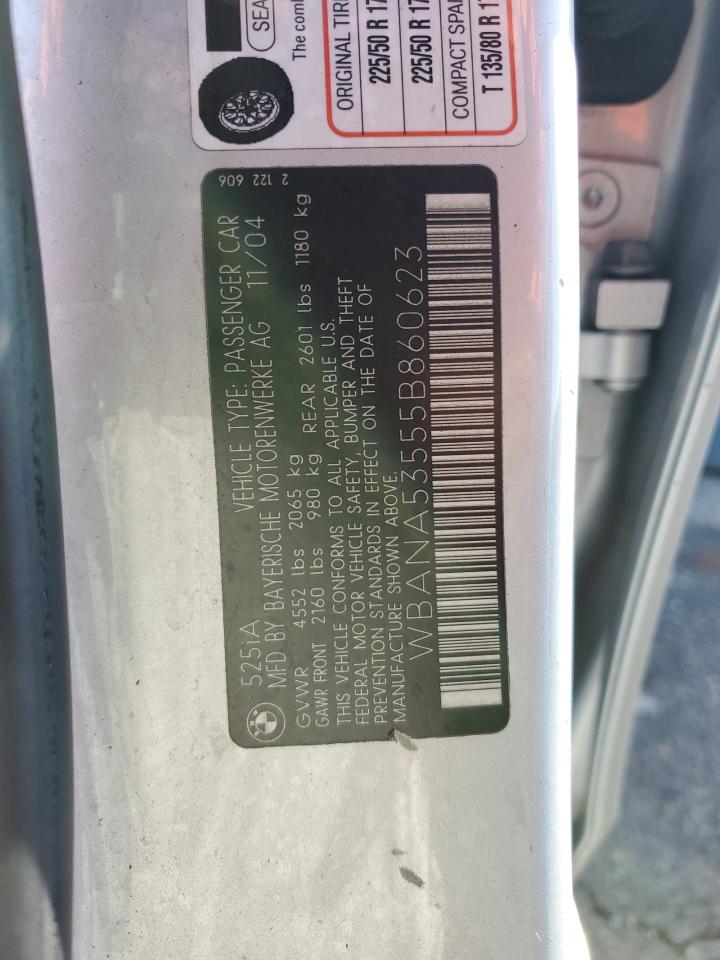 SEA
The com
ORIGINAL TIR
225/50 R 17
225/50 R 17
COMPACT SPAR
T 135/80 R 17
2 122 606
525iA VEHICLE TYPE: PASSENGER CAR
MFD BY BAYERISCHE MOTORENWERKE AG 11/04
GVWR 4552 lbs 2065 kg
GAWR FRONT 2160 lbs 980 kg REAR 2601 lbs 1180 kg
THIS VEHICLE CONFORMS TO ALL APPLICABLE U.S.
FEDERAL MOTOR VEHICLE SAFETY, BUMPER AND THEFT
PREVENTION STANDARDS IN EFFECT ON THE DATE OF
MANUFACTURE SHOWN ABOVE.
WBANA53555B860623